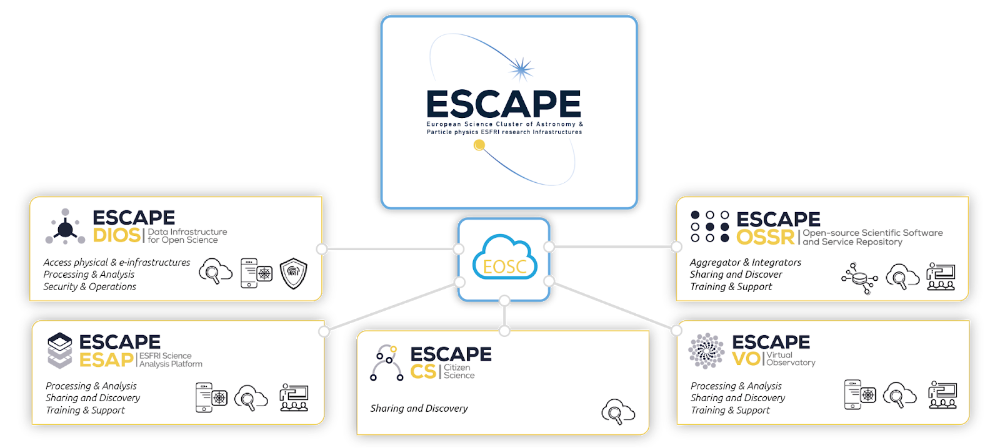 ESCAPE
European Science Cluster of Astronomy &
Particle physics ESFRI research Infrastructures
ESCAPE
DIOS
Data Infrastructure
for Open Science
Access physical & e-infrastructures
Processing & Analysis
Security & Operations
EOSC
ESCAPE
OSSR
Open-source Scientific Software
and Service Repository
Aggregator & Integrators
Sharing and Discover
Training & Support
ESCAPE
ESAP
ESFRI Science
Analysis Platform
Processing & Analysis
Sharing and Discovery
Training & Support
ESCAPE
CS
Citizen
Science
Sharing and Discovery
ESCAPE
VO
Virtual
Observatory
Processing & Analysis
Sharing and Discovery
Training & Support